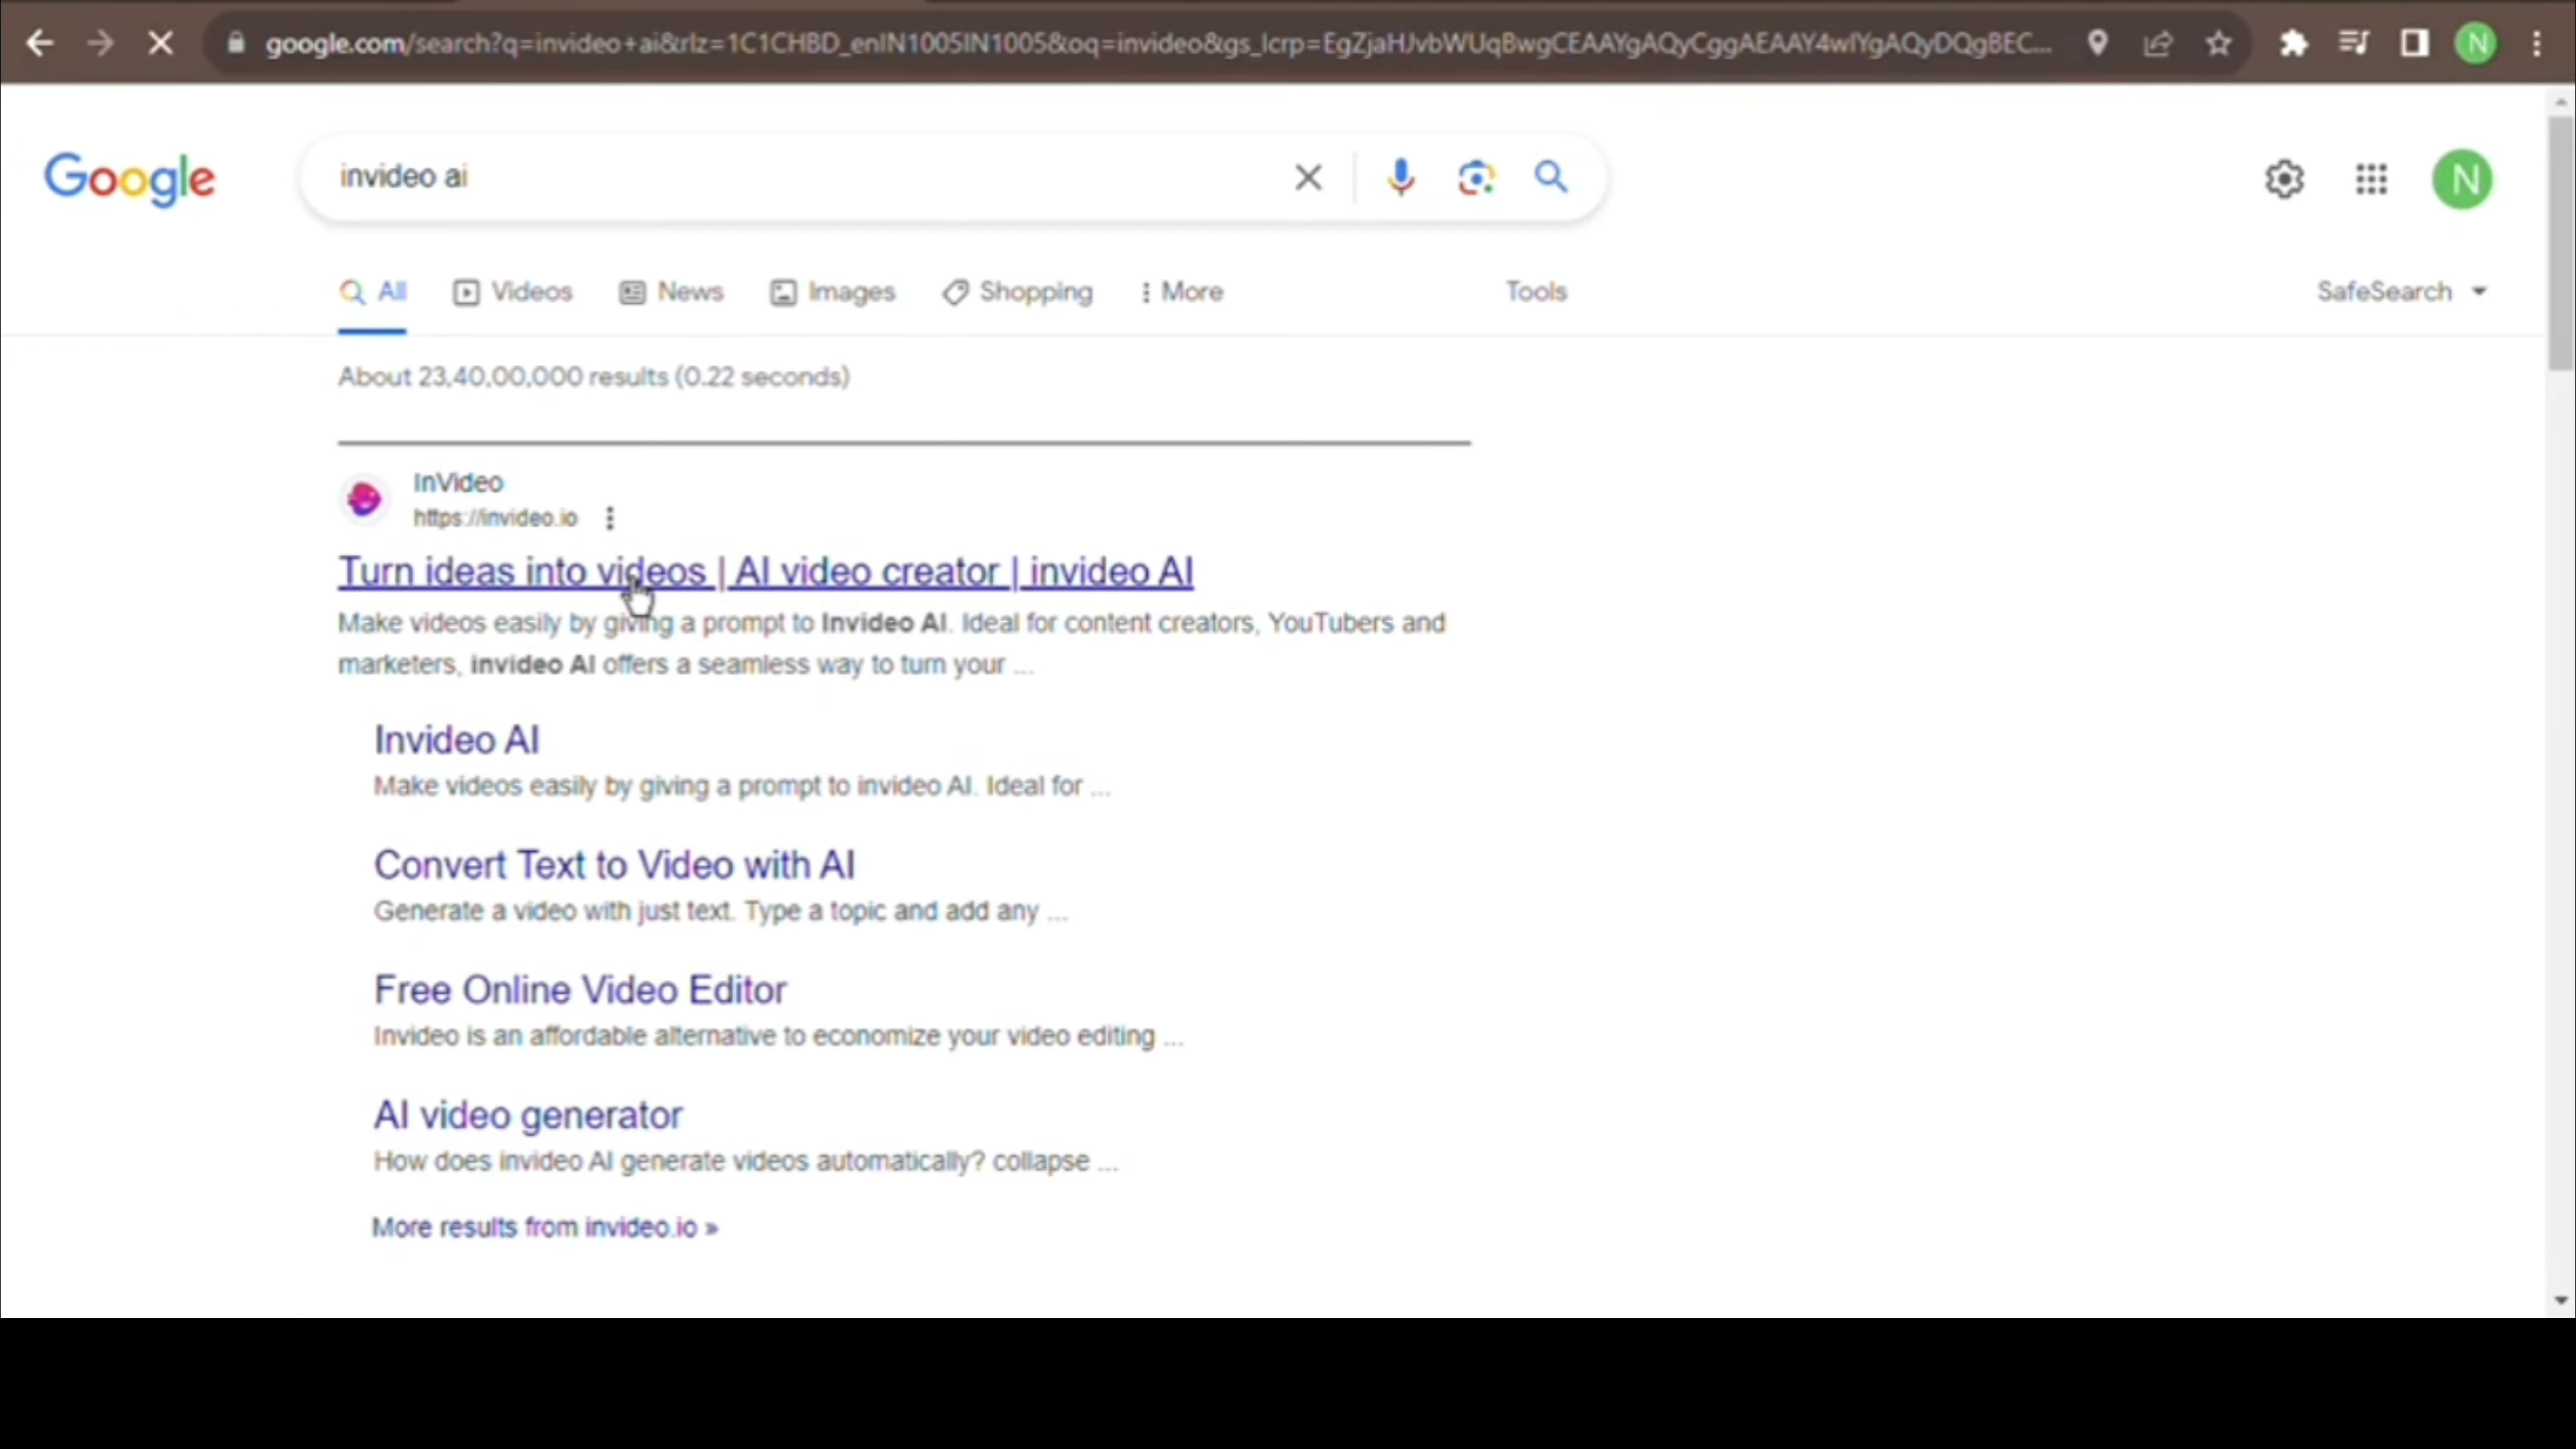 google.com/search?q=invideo+ai&rlz=1C1CHBD_enIN1005IN1005&oq=invideo&gs_lcrp=EgZjaHJvbWUqBwgCEAAYgAQyCggAEAAY4wIYgAQyDQgBEC...
N
Google
invideo ai
N
All Videos News Images Shopping More Tools SafeSearch
About 23,40,00,000 results (0.22 seconds)
InVideo
https://invideo.io
Turn ideas into videos | AI video creator | invideo AI
Make videos easily by giving a prompt to Invideo AI. Ideal for content creators, YouTubers and
marketers, invideo AI offers a seamless way to turn your ...
Invideo AI
Make videos easily by giving a prompt to invideo AI. Ideal for ...
Convert Text to Video with AI
Generate a video with just text. Type a topic and add any ...
Free Online Video Editor
Invideo is an affordable alternative to economize your video editing ...
AI video generator
How does invideo AI generate videos automatically? collapse ...
More results from invideo.io »